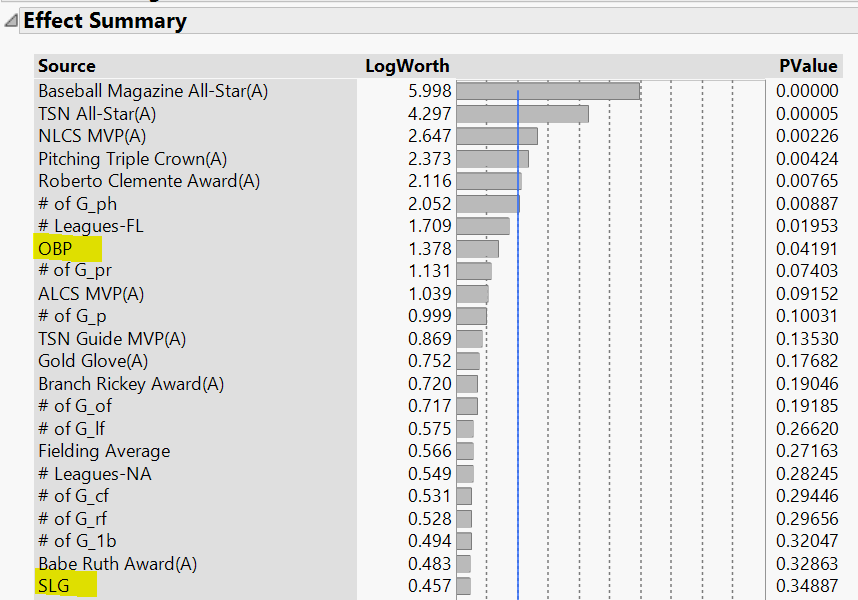 Effect Summary
Source LogWorth PValue
Baseball Magazine All-Star(A) 5.998 0.00000
TSN All-Star(A) 4.297 0.00005
NLCS MVP(A) 2.647 0.00226
Pitching Triple Crown(A) 2.373 0.00424
Roberto Clemente Award(A) 2.116 0.00765
# of G_ph 2.052 0.00887
# Leagues-FL 1.709 0.01953
OBP 1.378 0.04191
# of G_pr 1.131 0.07403
ALCS MVP(A) 1.039 0.09152
# of G_p 0.999 0.10031
TSN Guide MVP(A) 0.869 0.13530
Gold Glove(A) 0.752 0.17682
Branch Rickey Award(A) 0.720 0.19046
# of G_of 0.717 0.19185
# of G_lf 0.575 0.26620
Fielding Average 0.566 0.27163
# Leagues-NA 0.549 0.28245
# of G_cf 0.531 0.29446
# of G_rf 0.528 0.29656
# of G_1b 0.494 0.32047
Babe Ruth Award(A) 0.483 0.32863
SLG 0.457 0.34887